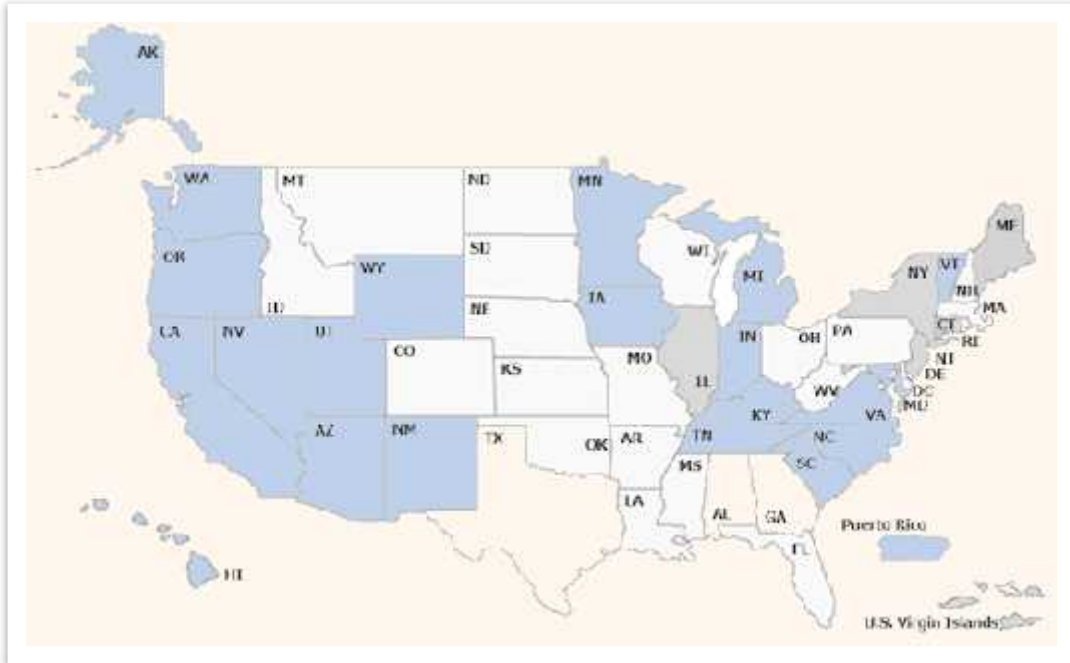 AK
WA
MT
ND
MN
ME
OR
SD
WI
NY
VT
WY
MI
NH
ID
IA
MA
NE
CA
NV
UT
IN
OH
PA
CT
RI
CO
MO
NJ
KS
IL
DE
WV
DC
MD
KY
VA
AZ
NM
TX
OK
AR
TN
NC
SC
MS
LA
AL
GA
Puerto Rico
FL
HI
U.S. Virgin Islands